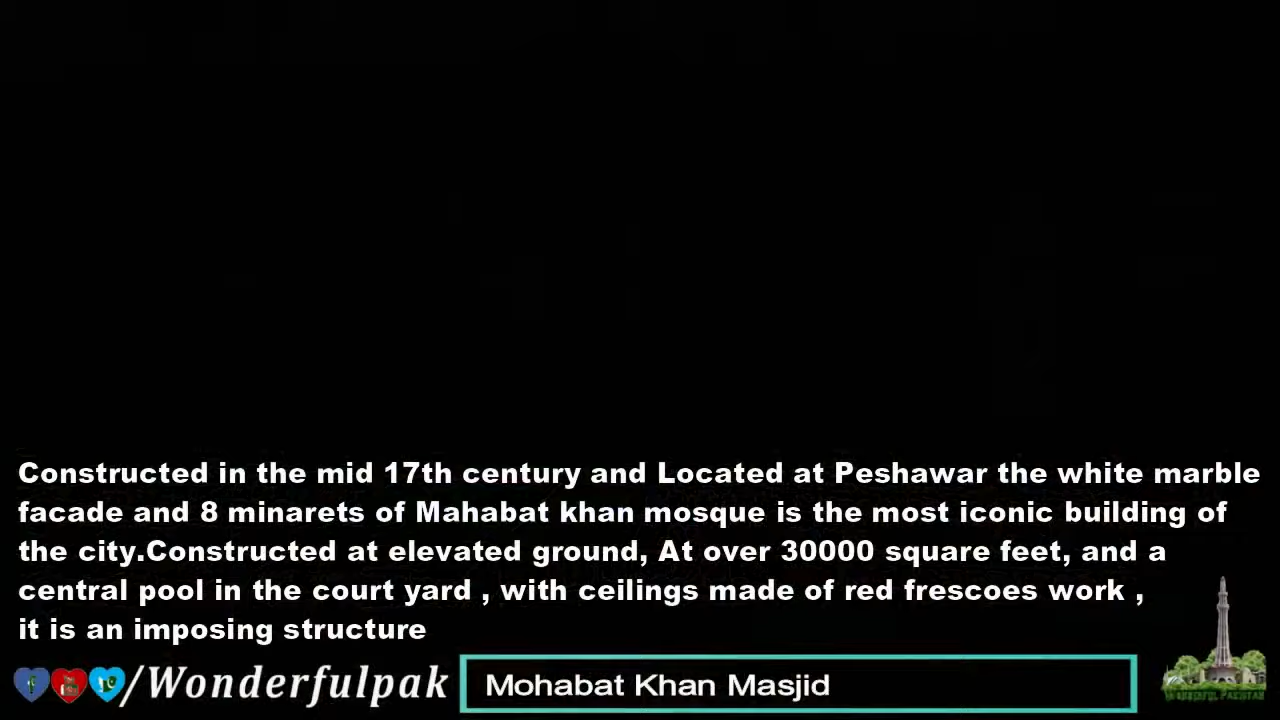 Constructed in the mid 17th century and Located at Peshawar the white marble
facade and 8 minarets of Mahabat khan mosque is the most iconic building of
the city.Constructed at elevated ground, At over 30000 square feet, and a
central pool in the court yard , with ceilings made of red frescoes work ,
it is an imposing structure
/Wonderfulpak
Mohabat Khan Masjid
WONDERFUL PAKISTAN